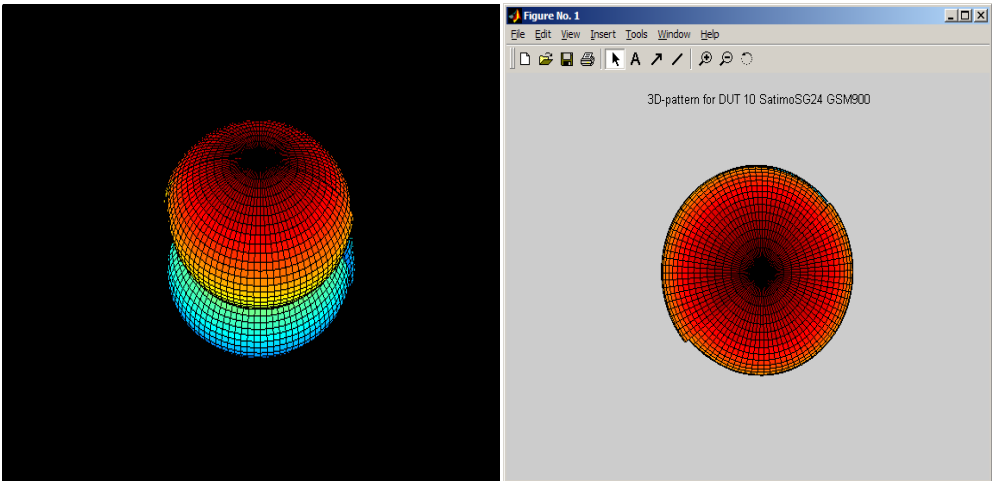 Figure No. 1
File Edit View Insert Tools Window Help
A
3D-pattern for DUT 10 SatimoSG24 GSM900